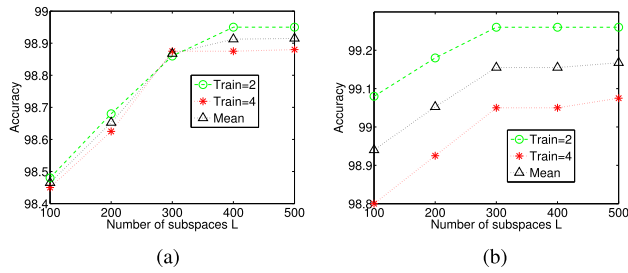 99
98.9
98.8
98.7
98.6
98.5
98.4
Accuracy
100
200
300
400
500
Number of subspaces L
Train=2
Train=4
Mean
(a)
99.2
99.1
99
98.9
98.8
Accuracy
100
200
300
400
500
Number of subspaces L
Train=2
Train=4
Mean
(b)